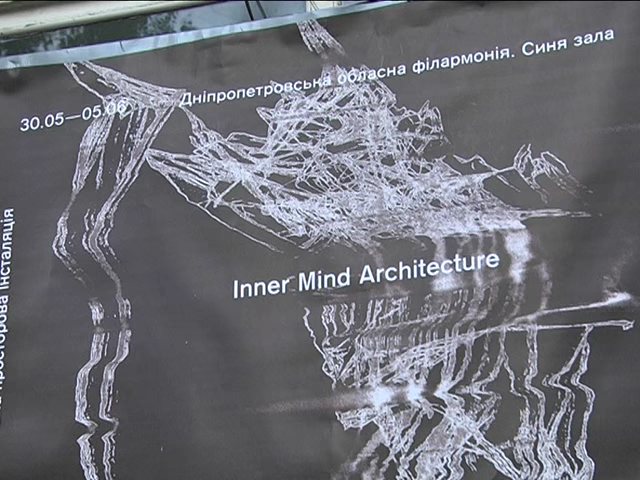 30.05—05.06 Дніпропетровська обласна філармонія. Синя зала
Inner Mind Architecture
просторова інсталяція